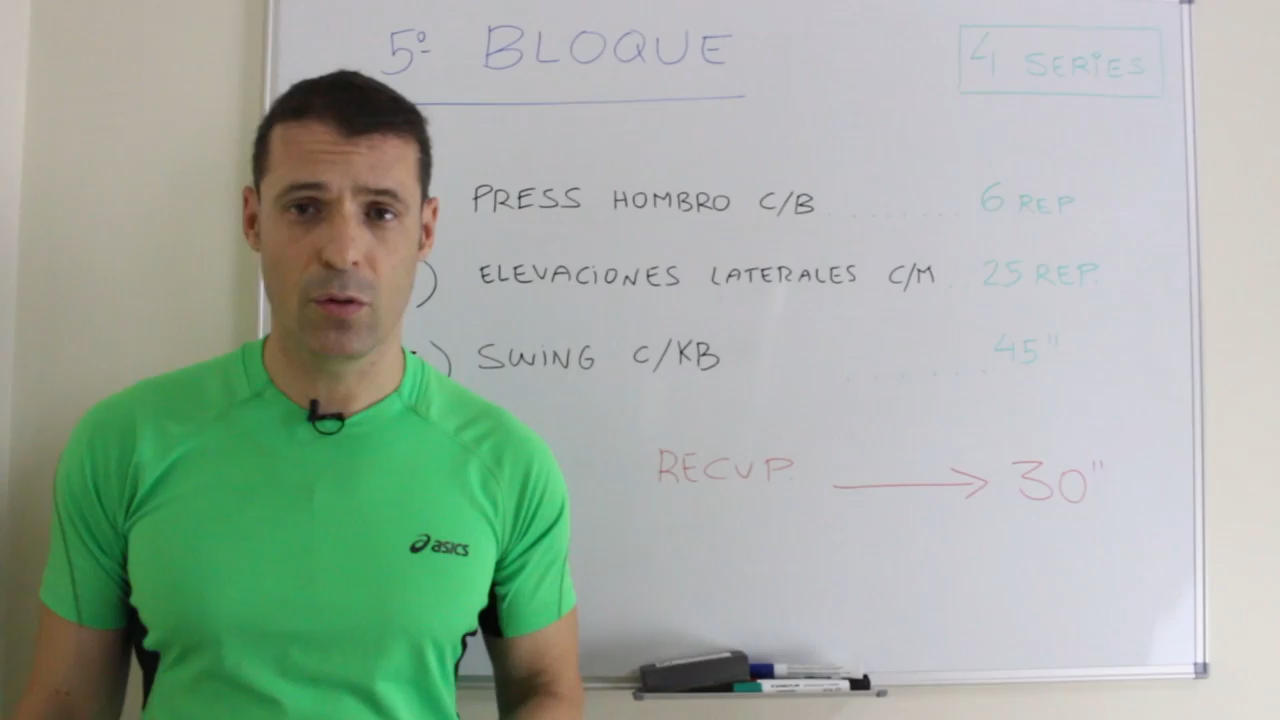 5º BLOQUE
4 SERIES
PRESS HOMBRO C/B ........ 6 REP
) ELEVACIONES LATERALES C/M . 25 REP.
) SWING C/KB ........ 45"
RECUP. → 30"
asics